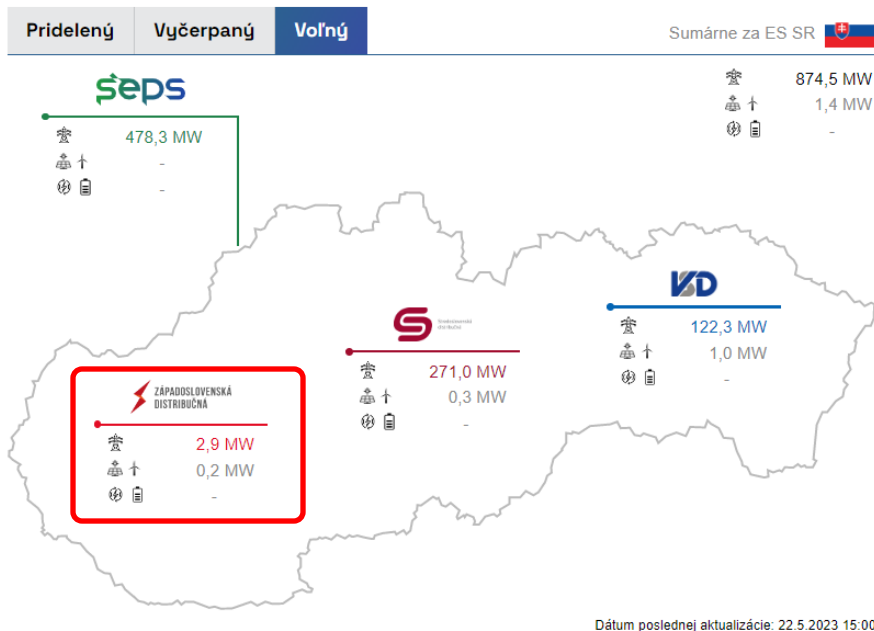 Pridelený Vyčerpaný Voľný
Sumárne za ES SR
874,5 MW
1,4 MW
-
seps
478,3 MW
-
-
VSD
122,3 MW
1,0 MW
-
Stredoslovenská
distribučná
271,0 MW
0,3 MW
-
ZÁPADOSLOVENSKÁ
DISTRIBUČNÁ
2,9 MW
0,2 MW
-
Dátum poslednej aktualizácie: 22.5.2023 15:00